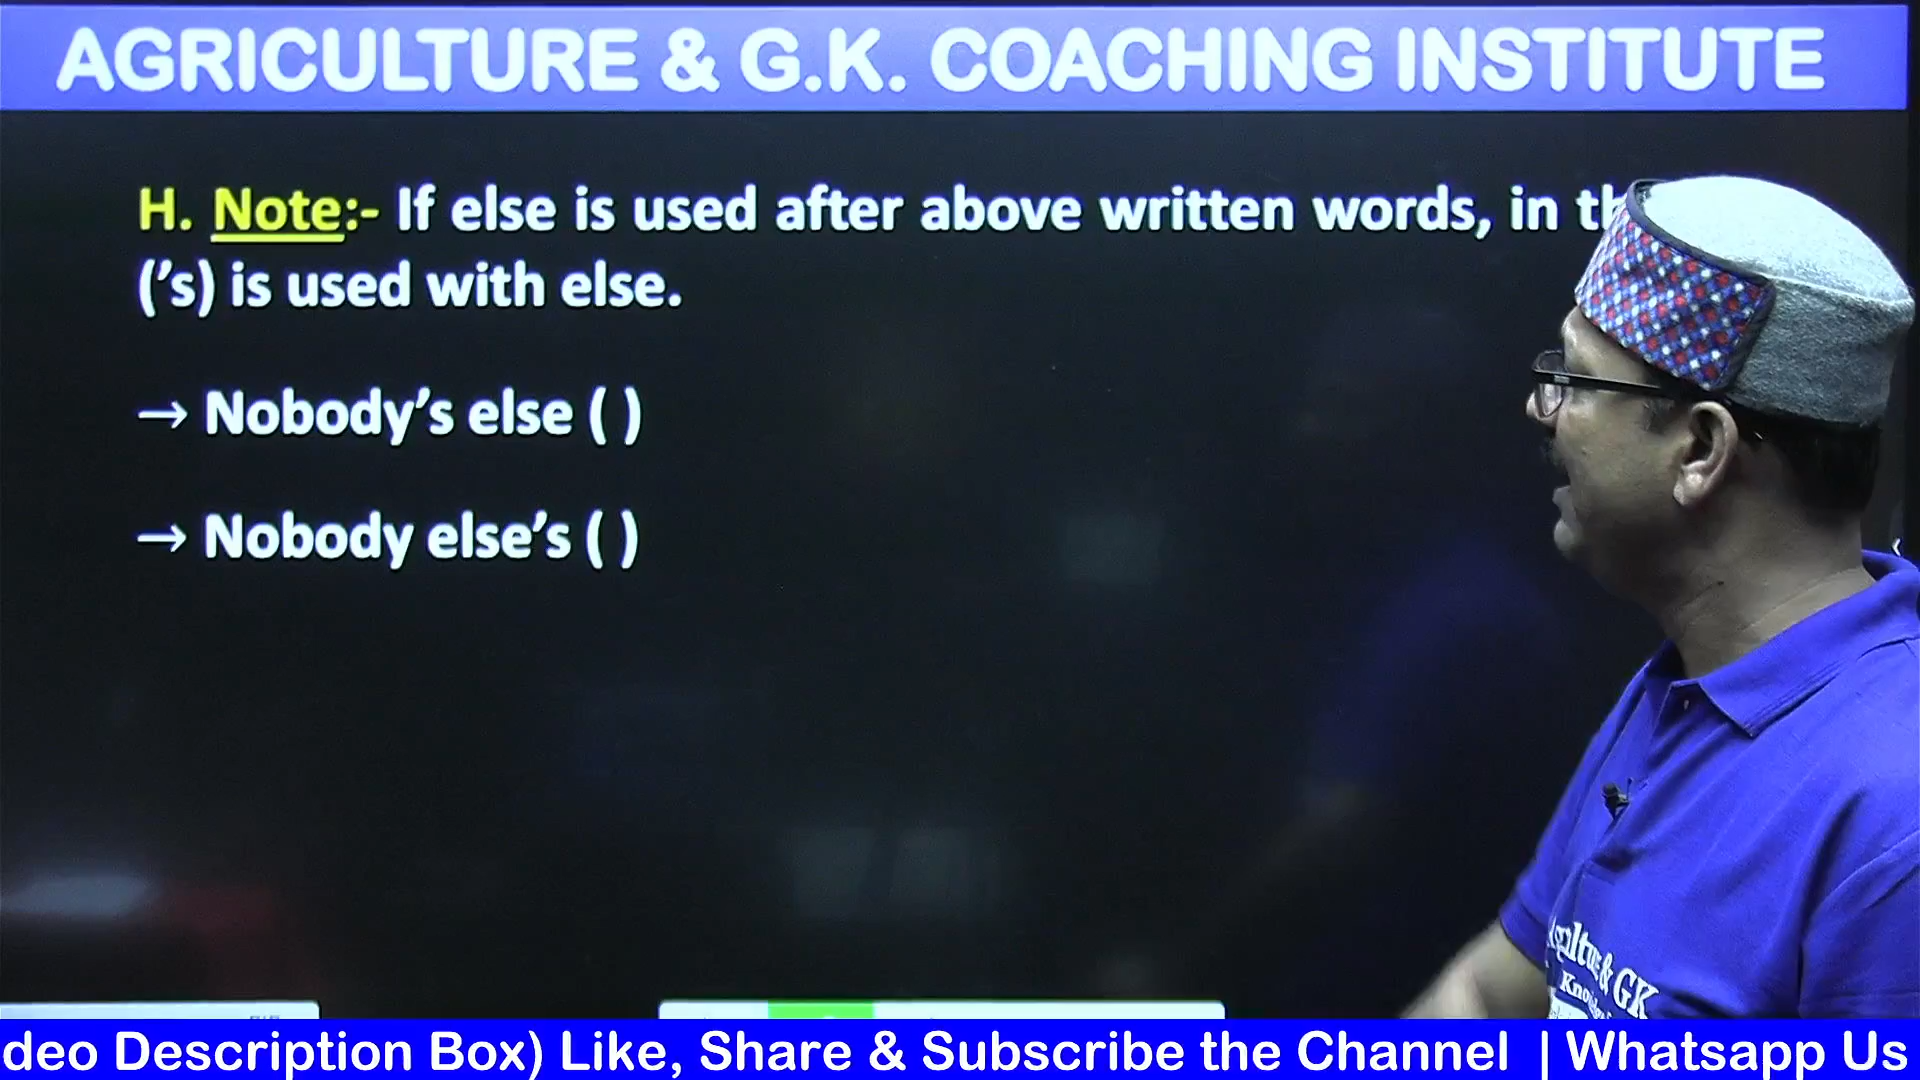 AGRICULTURE & G.K. COACHING INSTITUTE
H. Note:- If else is used after above written words, in
('s) is used with else.
→ Nobody's else ( )
→ Nobody else's ( )
& GK
deo Description Box) Like, Share & Subscribe the Channel | Whatsapp Us